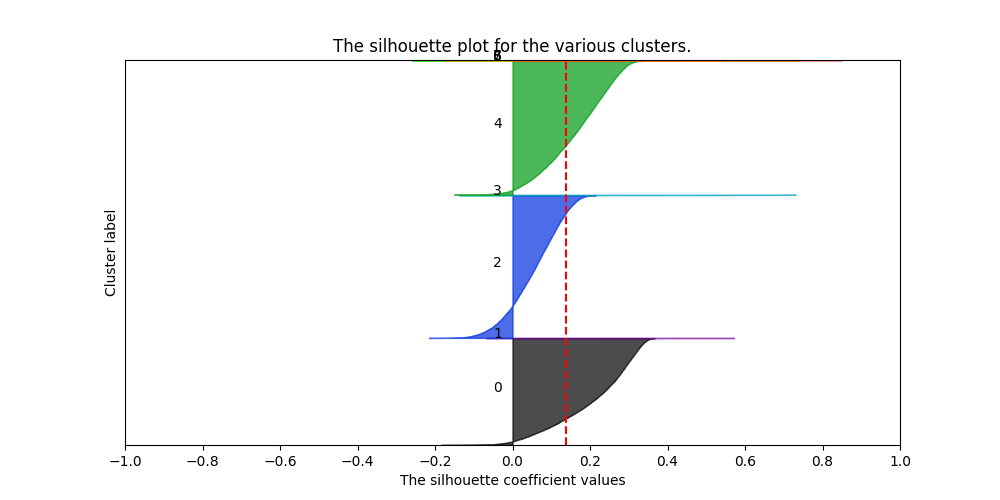 The silhouette plot for the various clusters.
4
3
2
1
0
Cluster label
−1.0 −0.8 −0.6 −0.4 −0.2 0.0 0.2 0.4 0.6 0.8 1.0
The silhouette coefficient values